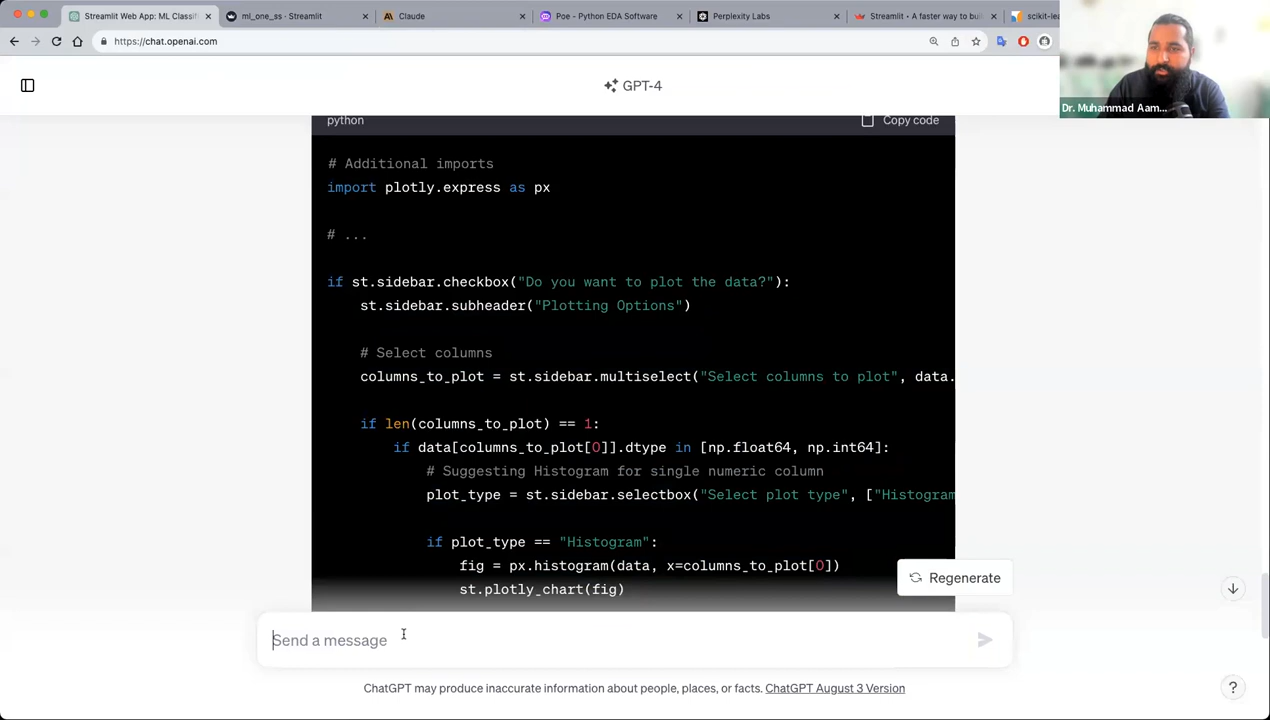 Streamlit Web App: ML Classif
ml_one_ss · Streamlit
Claude
Poe - Python EDA Software
Perplexity Labs
Streamlit • A faster way to bui
scikit-lea
https://chat.openai.com
GPT-4
Dr. Muhammad Aam...
python
Copy code
# Additional imports
import plotly.express as px
# ...
if st.sidebar.checkbox("Do you want to plot the data?"):
st.sidebar.subheader("Plotting Options")
# Select columns
columns_to_plot = st.sidebar.multiselect("Select columns to plot", data.
if len(columns_to_plot) == 1:
if data[columns_to_plot[0]].dtype in [np.float64, np.int64]:
# Suggesting Histogram for single numeric column
plot_type = st.sidebar.selectbox("Select plot type", ["Histogram
if plot_type == "Histogram":
fig = px.histogram(data, x=columns_to_plot[0])
st.plotly_chart(fig)
Regenerate
Send a message
ChatGPT may produce inaccurate information about people, places, or facts. ChatGPT August 3 Version
?